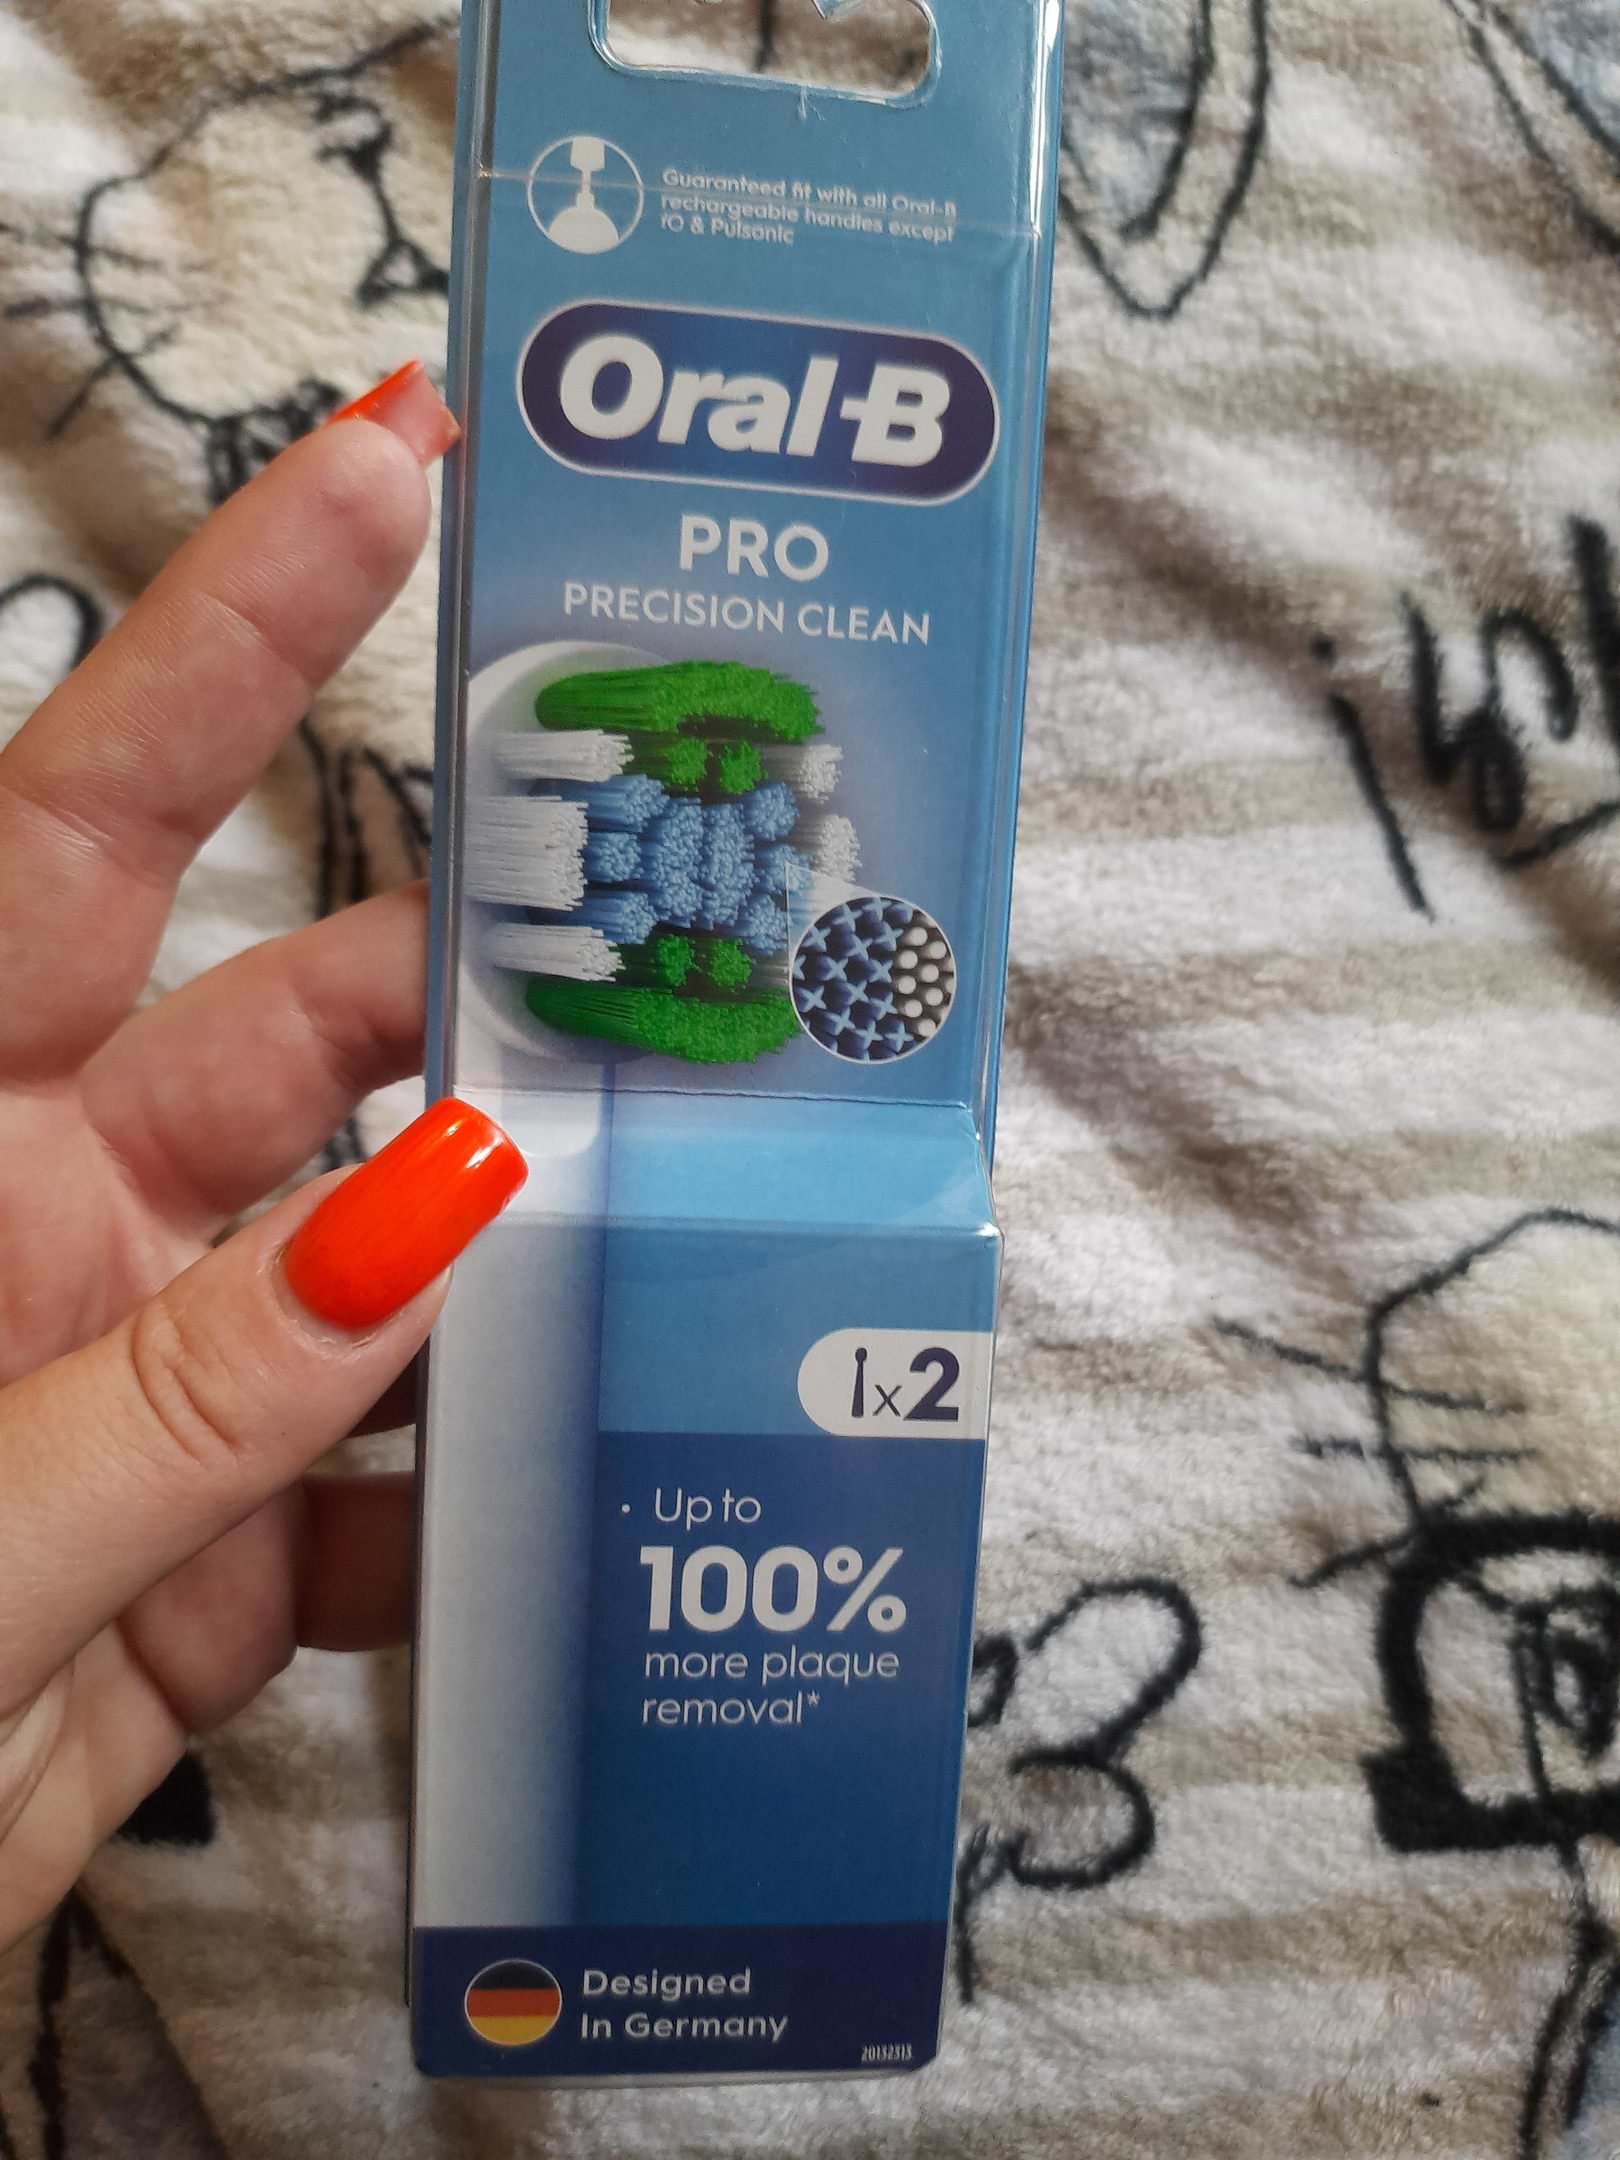 Guaranteed fit with all Oral-B
rechargeable handles except
iO & Pulsonic
Oral-B
PRO
PRECISION CLEAN
x2
• Up to
100%
more plaque
removal*
Designed
In Germany
20132313